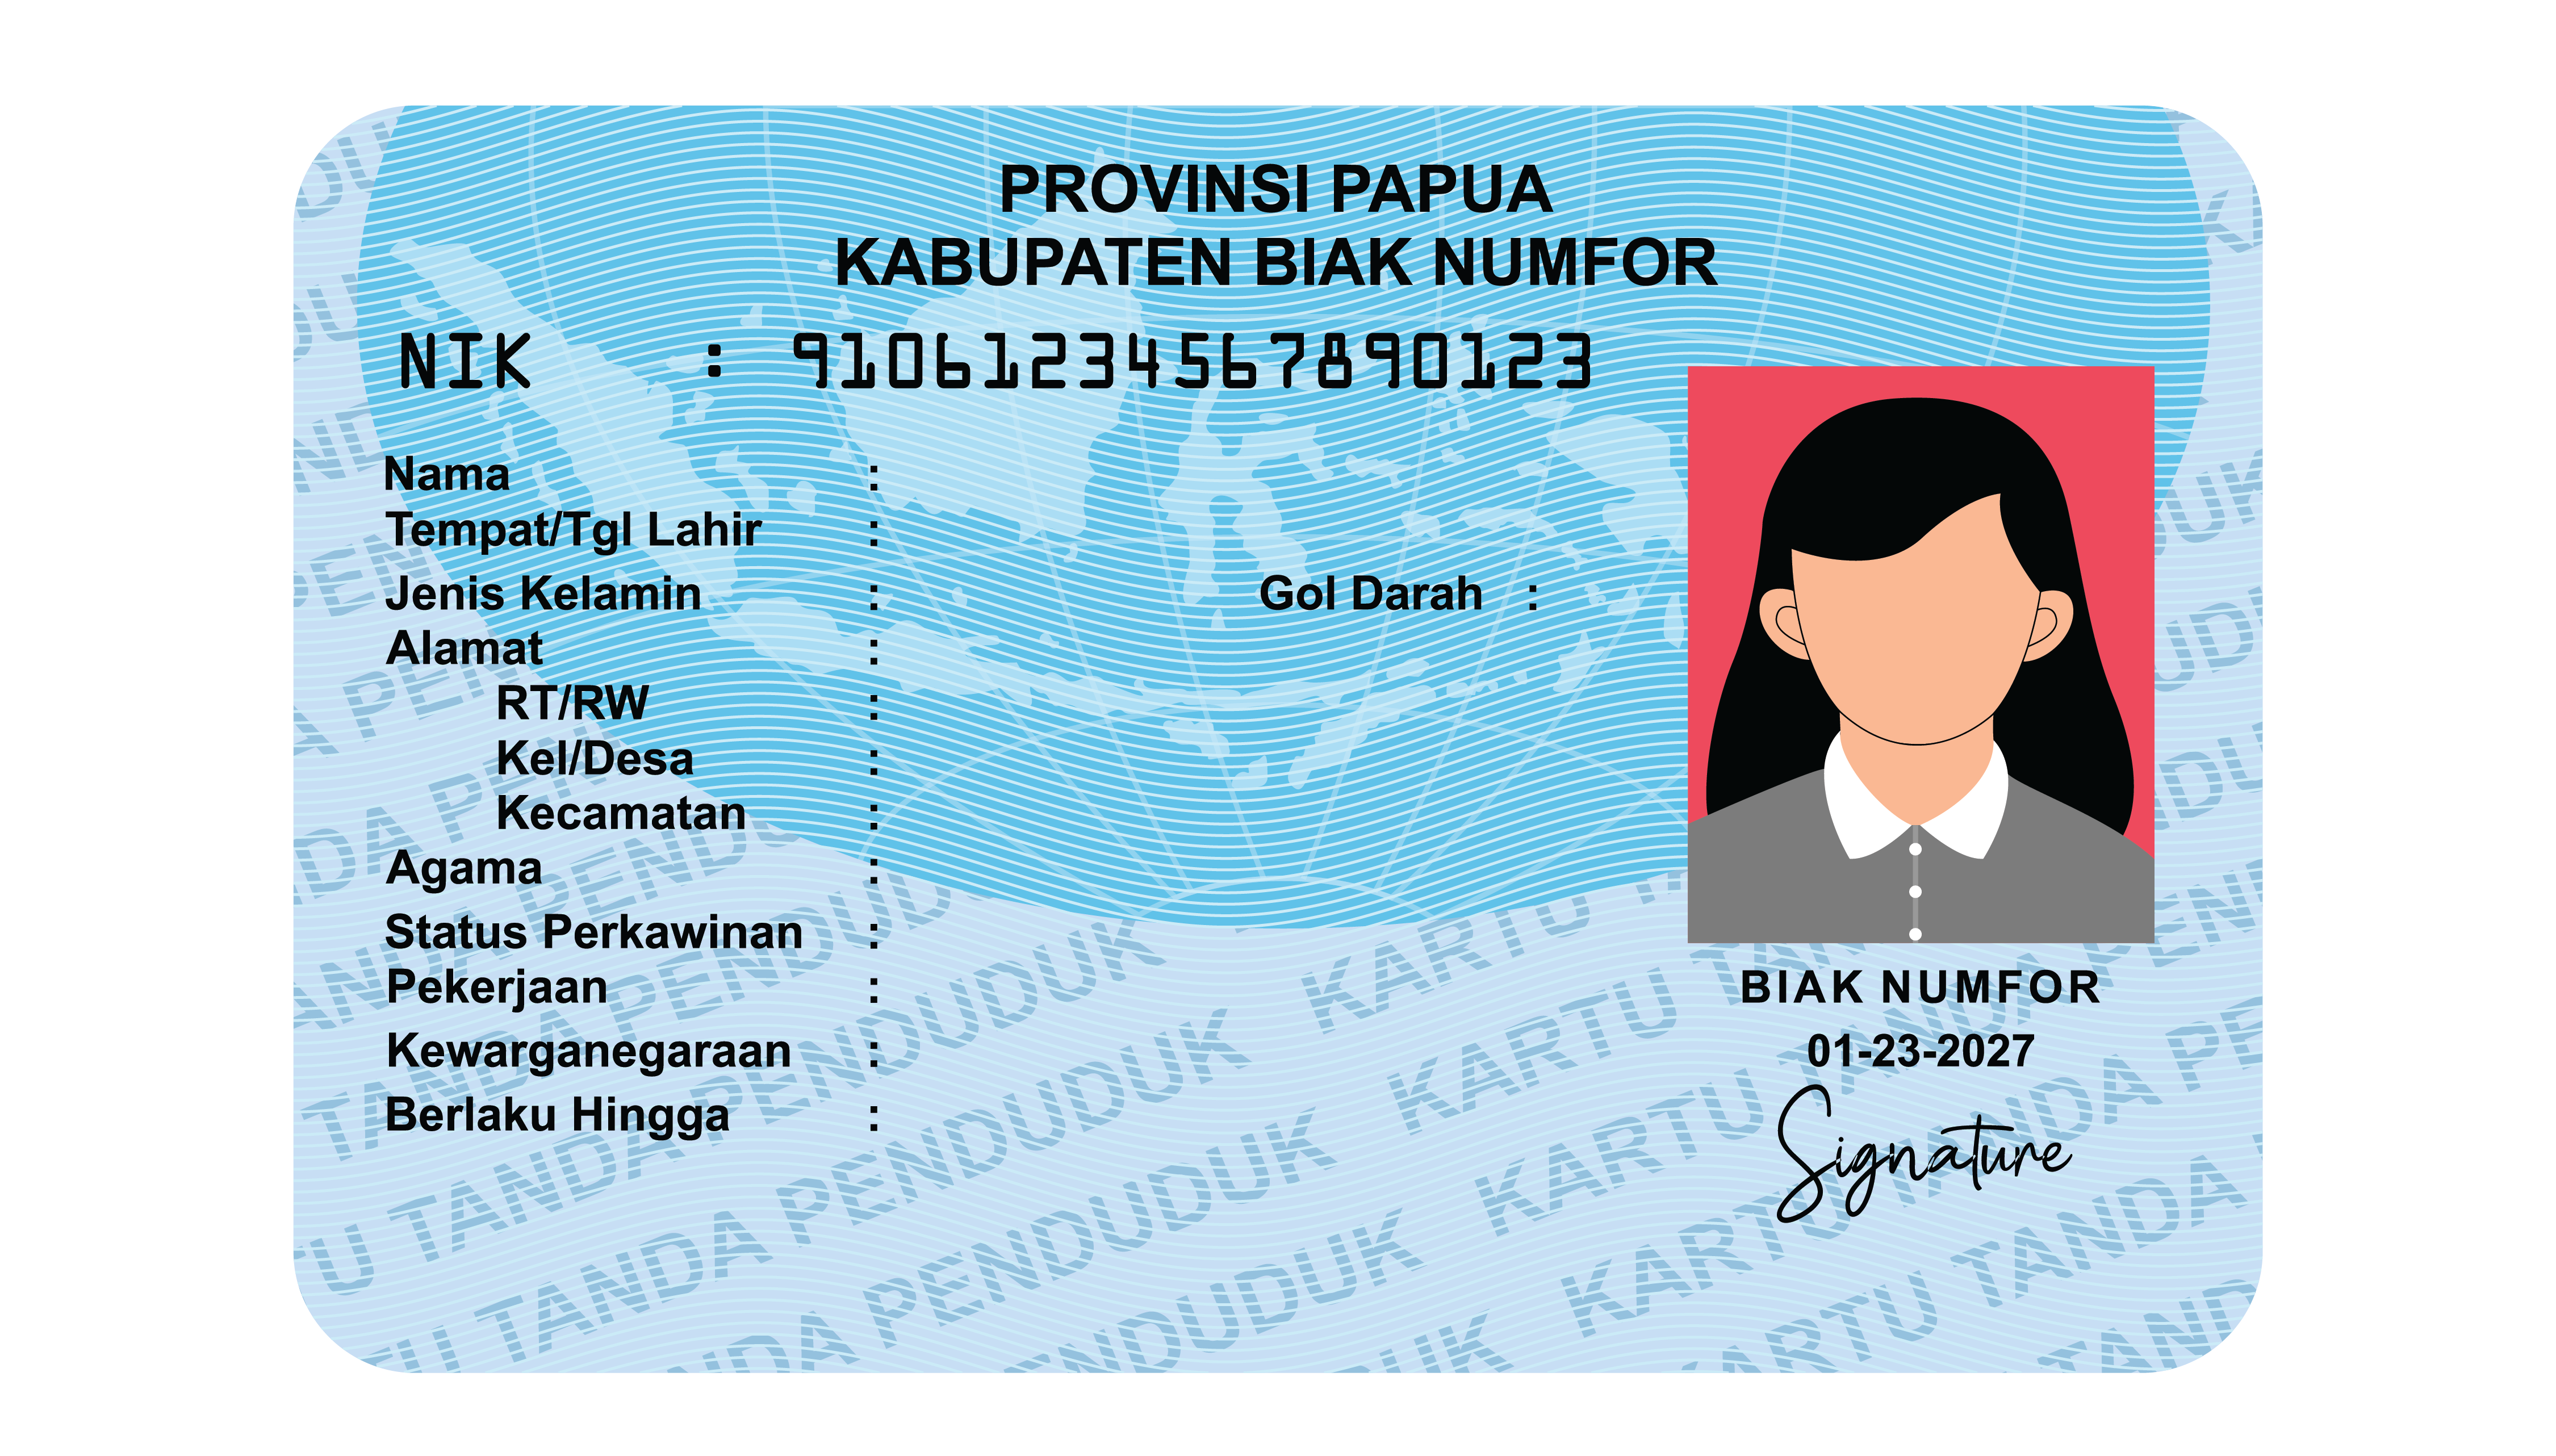 PROVINSI PAPUA
KABUPATEN BIAK NUMFOR
NIK : 91061234567890123
Nama :
Tempat/Tgl Lahir :
Jenis Kelamin : Gol Darah :
Alamat :
RT/RW :
Kel/Desa :
Kecamatan :
Agama :
Status Perkawinan :
Pekerjaan :
Kewarganegaraan :
Berlaku Hingga :
BIAK NUMFOR
01-23-2027
Signature
KARTU TANDA PENDUDUK